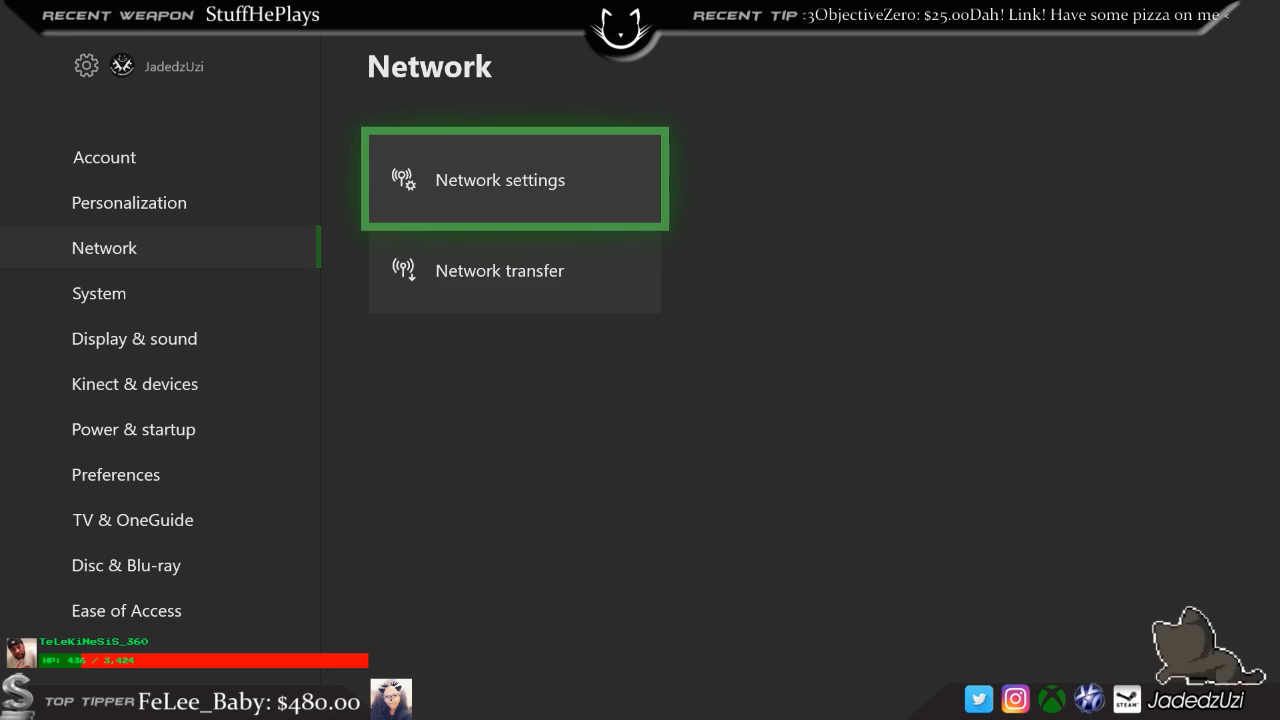 RECENT WEAPON StuffHePlays
RECENT TIP :3ObjectiveZero: $25.00Dah! Link! Have some pizza on me <
JadedzUzi
Network
Account
Personalization
Network
System
Display & sound
Kinect & devices
Power & startup
Preferences
TV & OneGuide
Disc & Blu-ray
Ease of Access
Network settings
Network transfer
TeLeKiNeSiS_360
HP: 436 / 3,424
TOP TIPPER FeLee_Baby: $480.00
STEAM
JadedzUzi